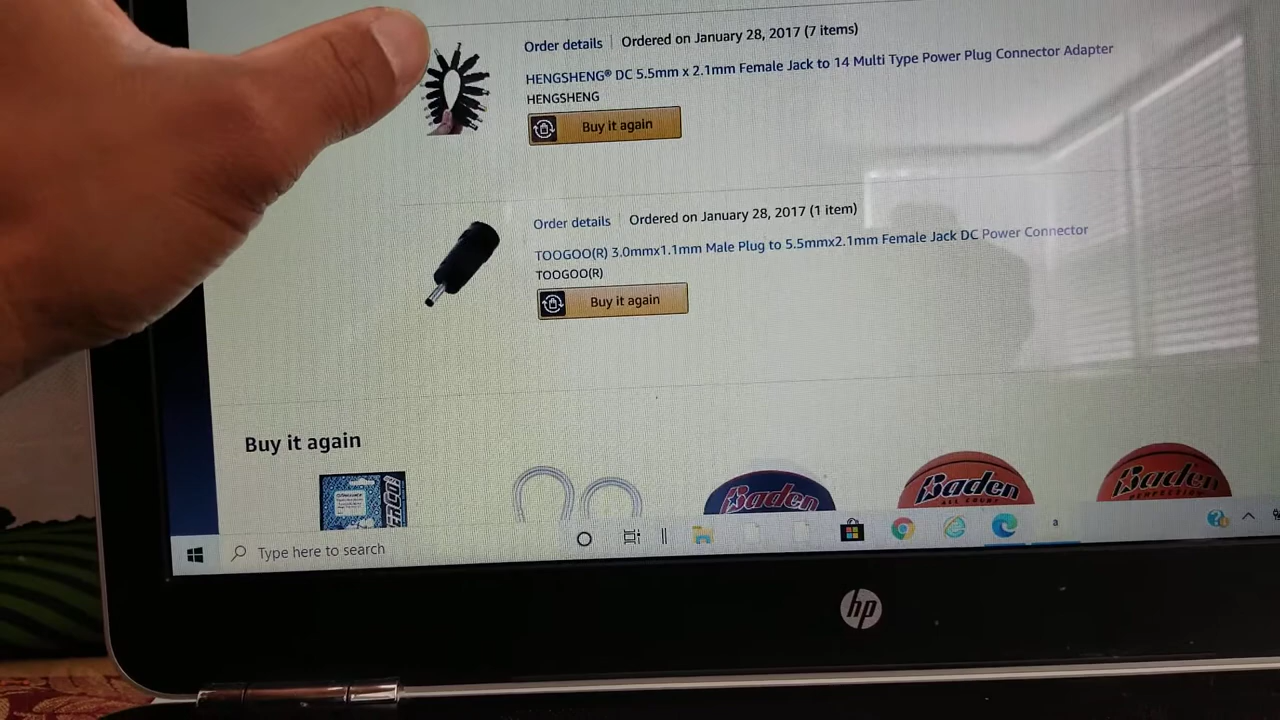 Order details | Ordered on January 28, 2017 (7 items)
HENGSHENG® DC 5.5mm x 2.1mm Female Jack to 14 Multi Type Power Plug Connector Adapter
HENGSHENG
Buy it again
Order details | Ordered on January 28, 2017 (1 item)
TOOGOO(R) 3.0mmx1.1mm Male Plug to 5.5mmx2.1mm Female Jack DC Power Connector
TOOGOO(R)
Buy it again
Buy it again
Baden
Baden
Baden
PERFECTION
Type here to search
a
hp